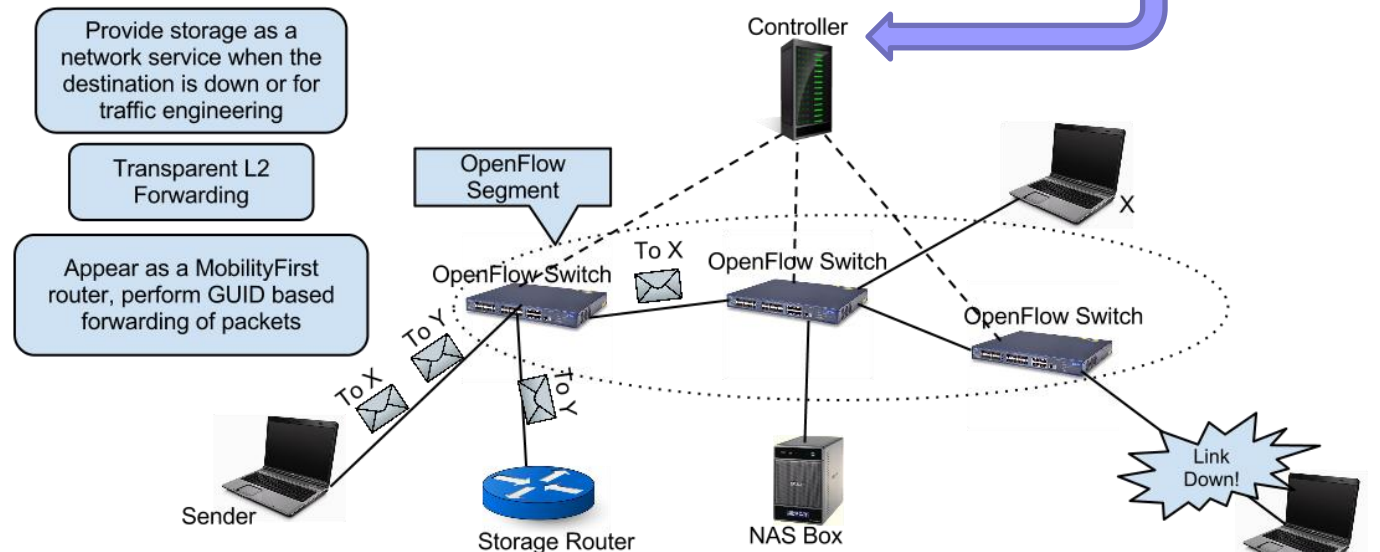 Provide storage as a
network service when the
destination is down or for
traffic engineering
Transparent L2
Forwarding
Appear as a MobilityFirst
router, perform GUID based
forwarding of packets
Controller
OpenFlow
Segment
X
OpenFlow Switch
To X
OpenFlow Switch
OpenFlow Switch
To Y
To X
To Y
Link
Down!
Sender
Storage Router
NAS Box